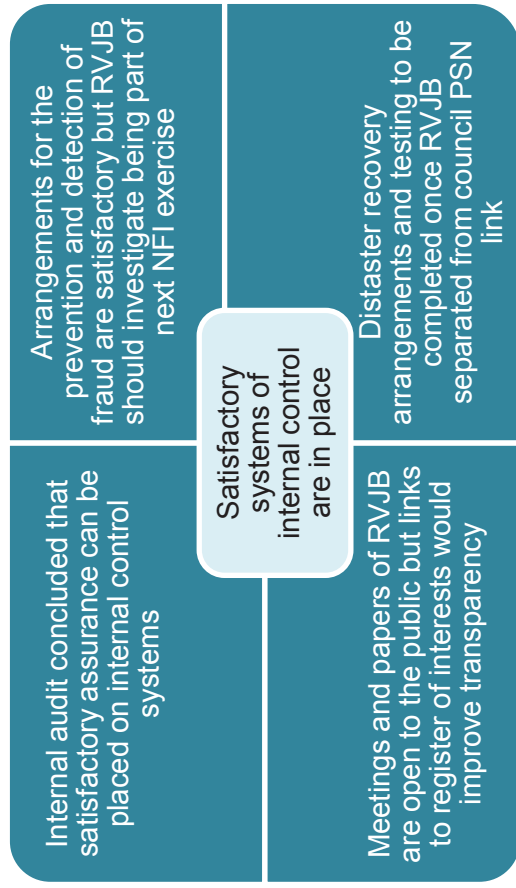 Internal audit concluded that
satisfactory assurance can be
placed on internal control
systems
Arrangements for the
prevention and detection of
fraud are satisfactory but RVJB
should investigate being part of
next NFI exercise
Satisfactory
systems of
internal control
are in place
Meetings and papers of RVJB
are open to the public but links
to register of interests would
improve transparency
Distaster recovery
arrangements and testing to be
completed once RVJB
separated from council PSN
link